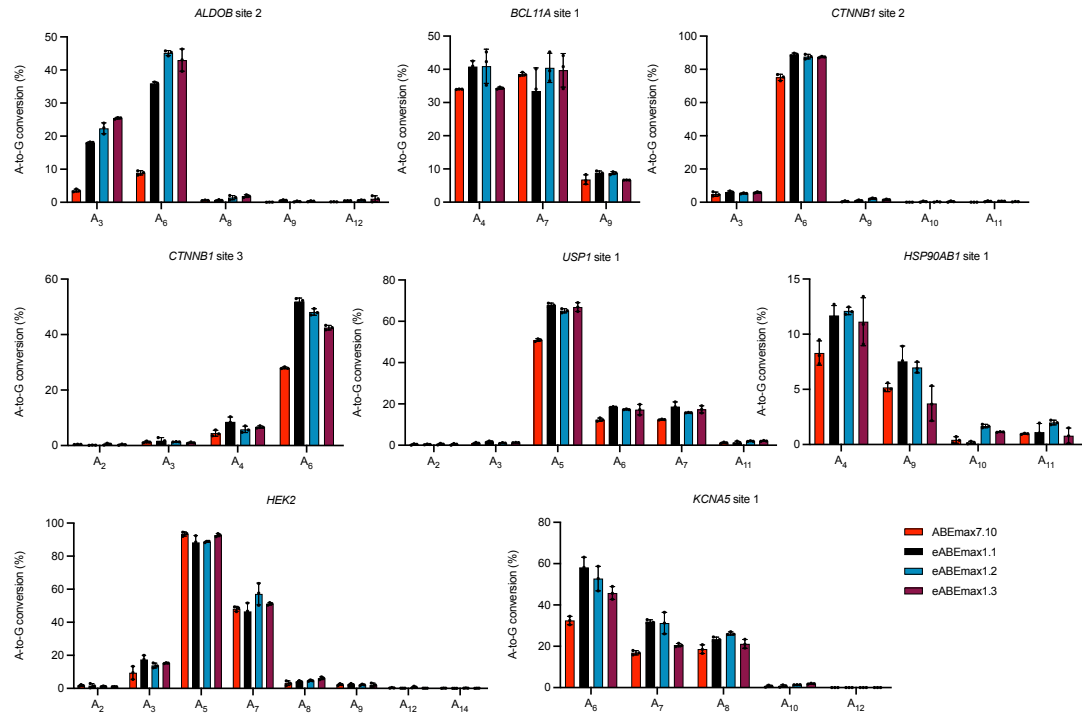 ALDOB site 2
A-to-G conversion (%)
50
40
30
20
10
0
A3 A6 A8 A9 A12
BCL11A site 1
A-to-G conversion (%)
50
40
30
20
10
0
A4 A7 A9
CTNNB1 site 2
A-to-G conversion (%)
100
80
60
40
20
0
A3 A6 A9 A10 A11
CTNNB1 site 3
A-to-G conversion (%)
60
40
20
0
A2 A3 A4 A6
USP1 site 1
A-to-G conversion (%)
80
60
40
20
0
A2 A3 A5 A6 A7 A11
HSP90AB1 site 1
A-to-G conversion (%)
15
10
5
0
A4 A9 A10 A11
HEK2
A-to-G conversion (%)
100
80
60
40
20
0
A2 A3 A5 A7 A8 A9 A12 A14
KCNA5 site 1
A-to-G conversion (%)
80
60
40
20
0
A6 A7 A8 A10 A12
ABEmax7.10
eABEmax1.1
eABEmax1.2
eABEmax1.3